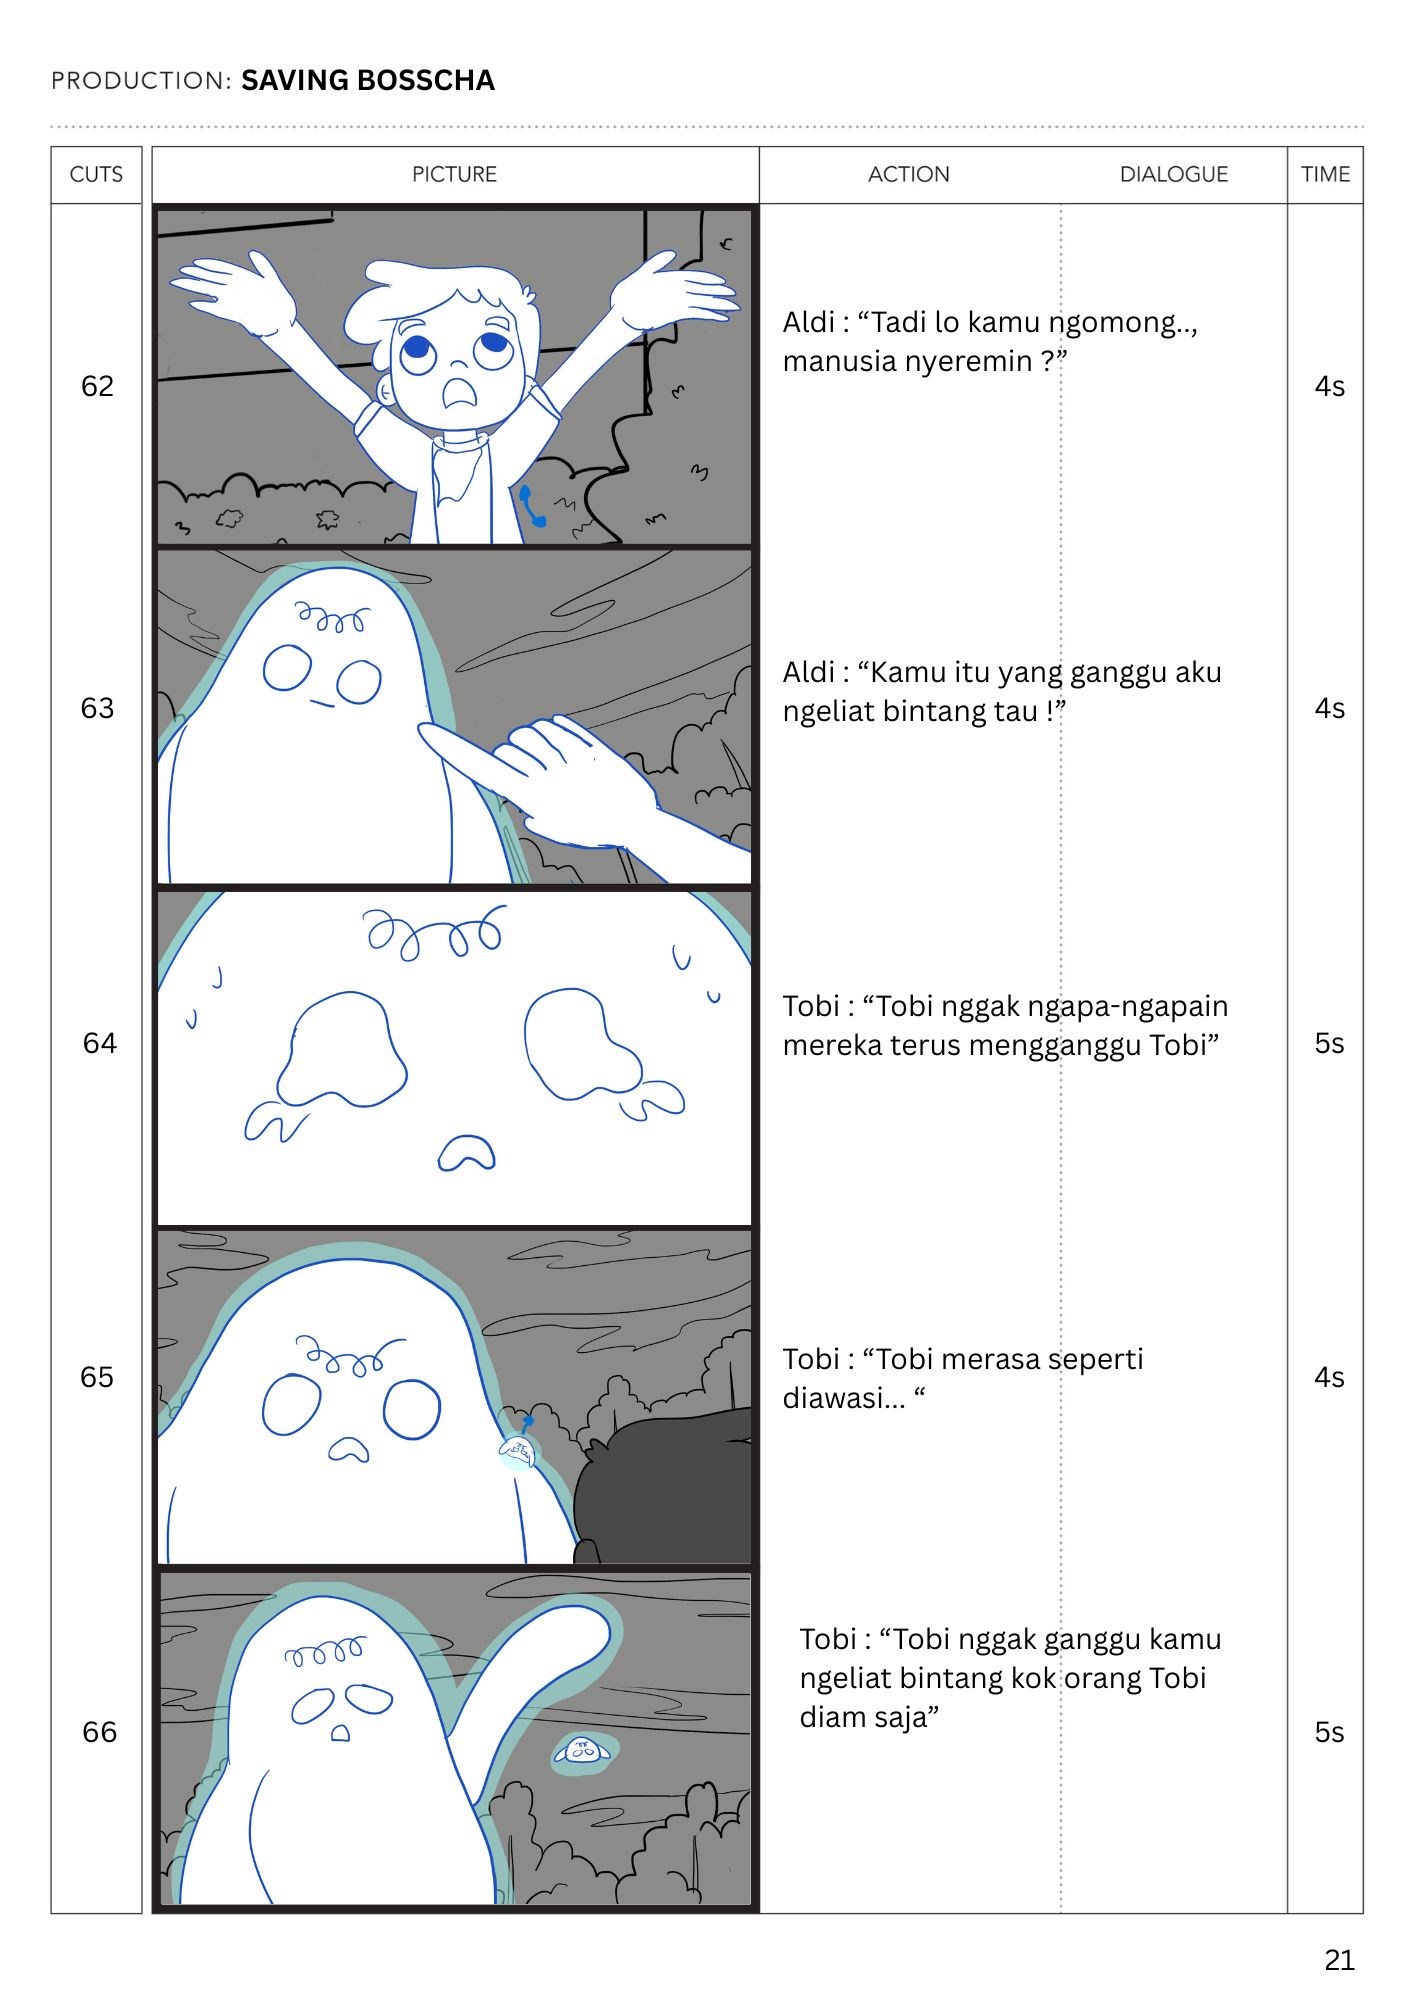 PRODUCTION: SAVING BOSSCHA
CUTS PICTURE ACTION DIALOGUE TIME
62
Aldi : “Tadi lo kamu ngomong..,
manusia nyeremin ?”
4s
63
Aldi : “Kamu itu yang ganggu aku
ngeliat bintang tau !”
4s
64
Tobi : “Tobi nggak ngapa-ngapain
mereka terus mengganggu Tobi”
5s
65
Tobi : “Tobi merasa seperti
diawasi... “
4s
66
Tobi : “Tobi nggak ganggu kamu
ngeliat bintang kok orang Tobi
diam saja”
5s
21